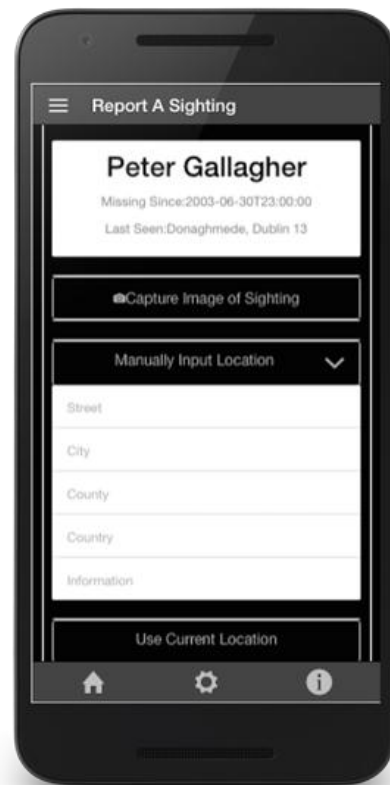 Report A Sighting
Peter Gallagher
Missing Since:2003-06-30T23:00:00
Last Seen:Donaghmede, Dublin 13
Capture Image of Sighting
Manually Input Location
Street
City
County
Country
Information
Use Current Location